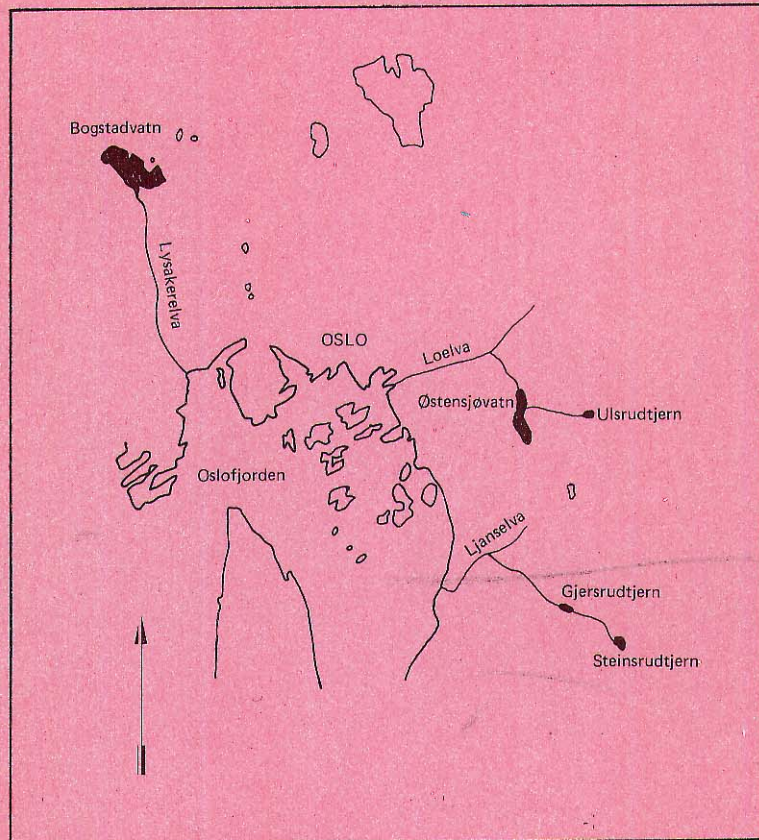 Bogstadvatn
Lysakerelva
OSLO
Loelva
Østensjøvatn
Ulsrudtjern
Oslofjorden
Ljanselva
Gjersrudtjern
Steinsrudtjern